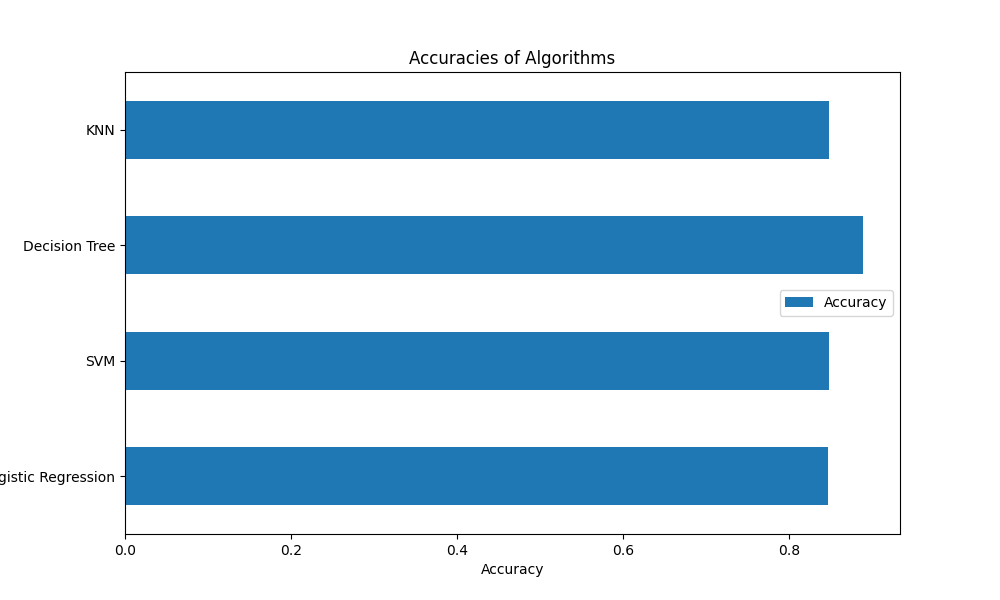 Accuracies of Algorithms
KNN
Decision Tree
Accuracy
SVM
gistic Regression
0.0 0.2 0.4 0.6 0.8
Accuracy